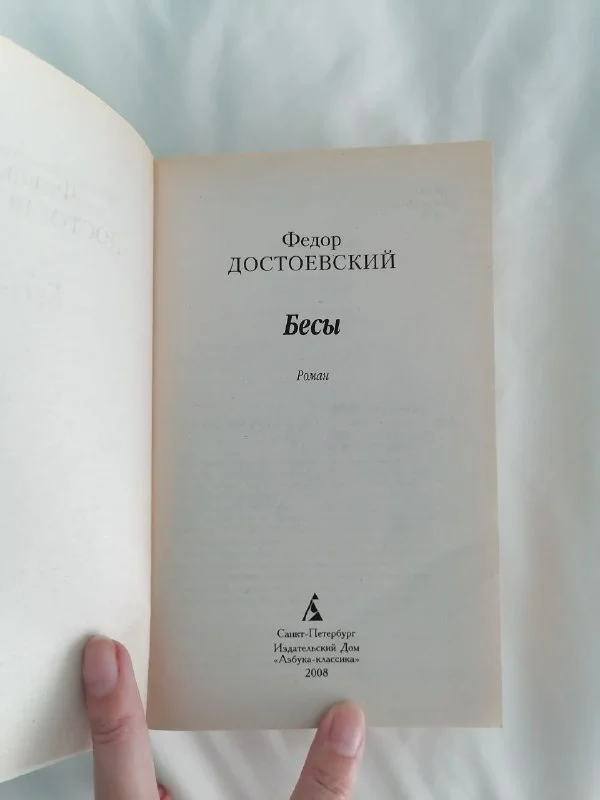 Федор
ДОСТОЕВСКИЙ
Бесы
Роман
Санкт-Петербург
Издательский Дом
«Азбука-классика»
2008